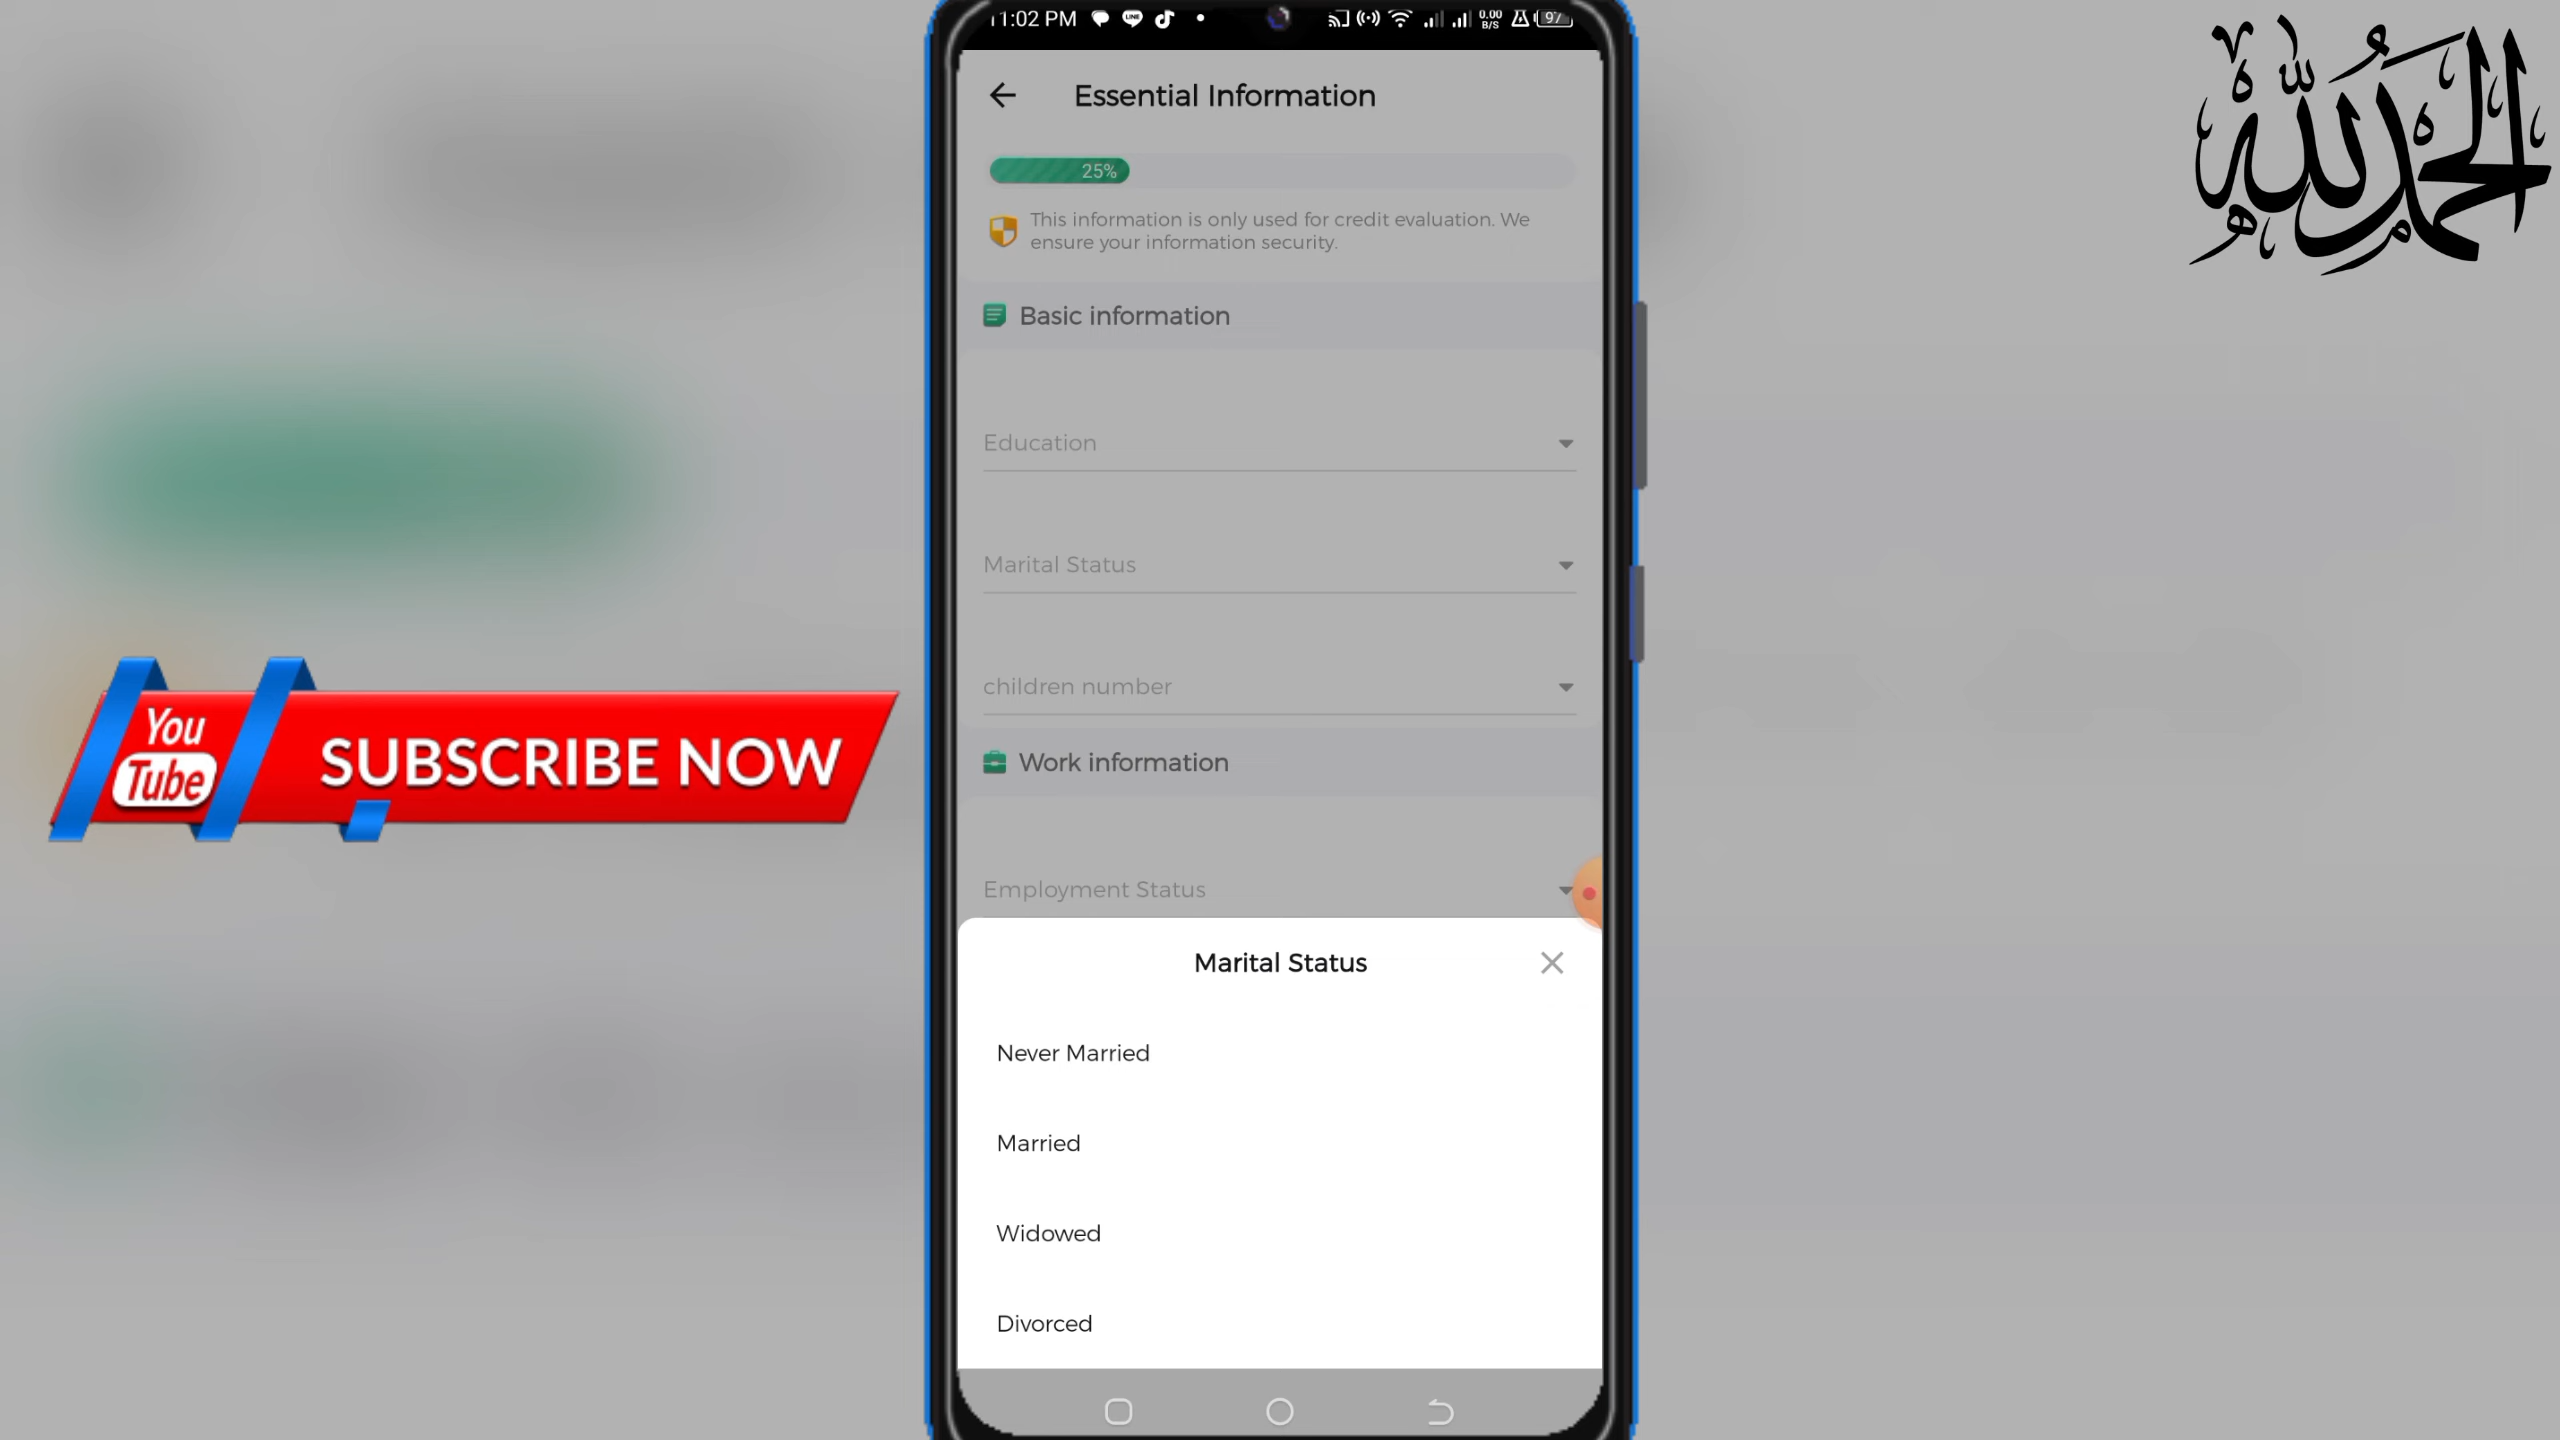 11:02 PM
0.00
B/S
97
Essential Information
25%
This information is only used for credit evaluation. We
ensure your information security.
Basic information
Education
Marital Status
children number
Work information
Employment Status
Marital Status
Never Married
Married
Widowed
Divorced
You
Tube
SUBSCRIBE NOW
الحمد لله